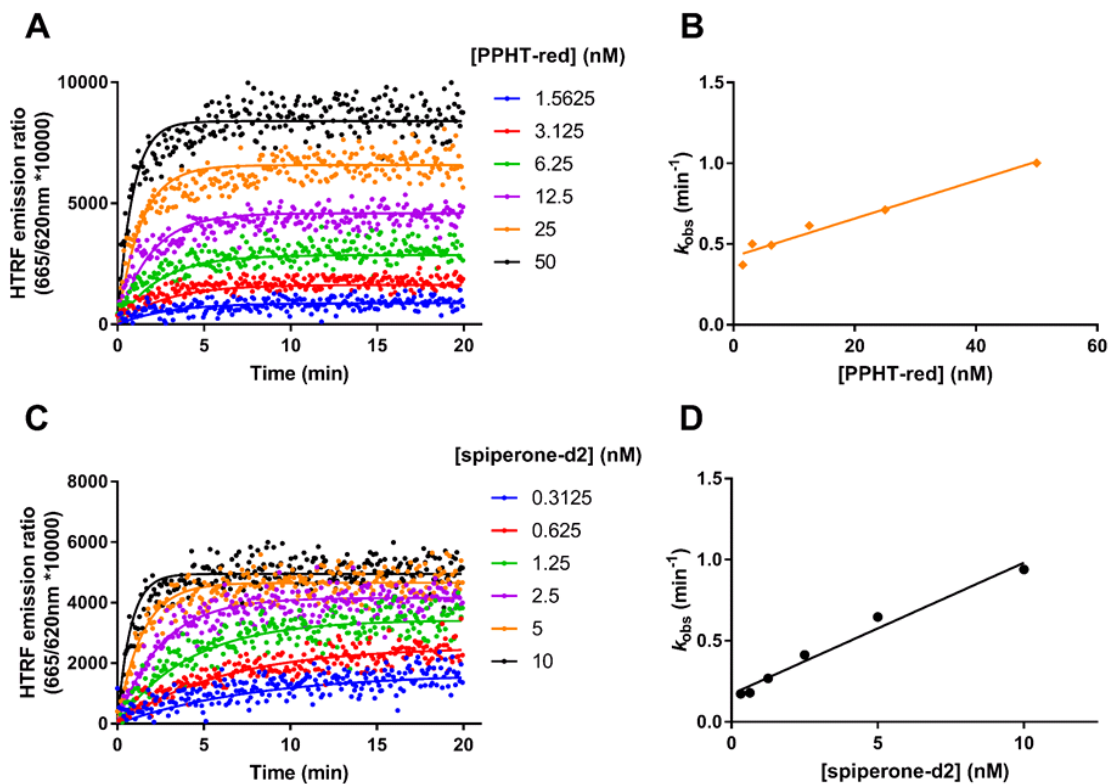 A
[PPHT-red] (nM)
10000
5000
0
HTRF emission ratio
(665/620nm *10000)
0 5 10 15 20
Time (min)
1.5625
3.125
6.25
12.5
25
50
B
1.5
1.0
0.5
0.0
kobs (min-1)
0 20 40 60
[PPHT-red] (nM)
C
[spiperone-d2] (nM)
8000
6000
4000
2000
0
HTRF emission ratio
(665/620nm *10000)
0 5 10 15 20
Time (min)
0.3125
0.625
1.25
2.5
5
10
D
1.5
1.0
0.5
0.0
kobs (min-1)
0 5 10
[spiperone-d2] (nM)